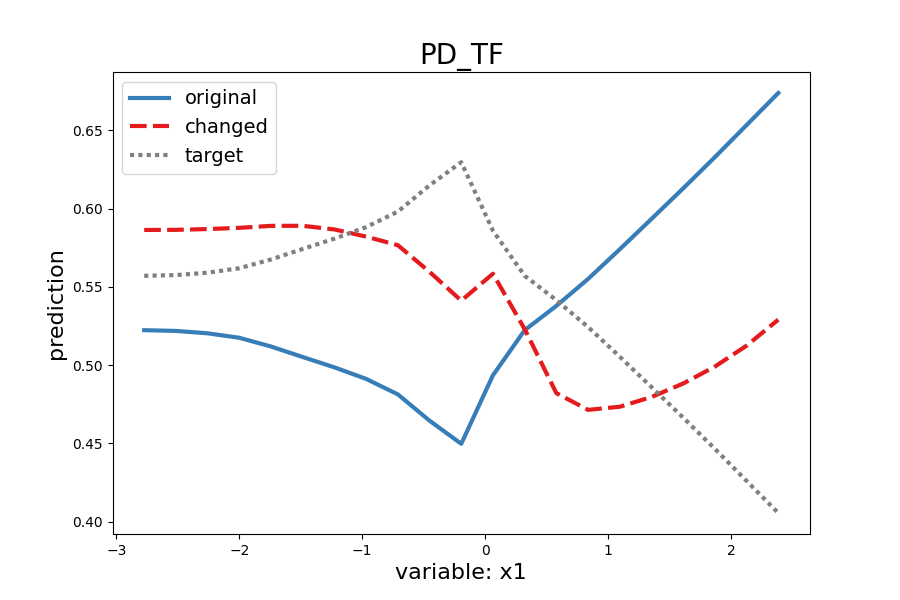 PD_TF
original
changed
target
prediction
0.65
0.60
0.55
0.50
0.45
0.40
−3
−2
−1
0
1
2
variable: x1